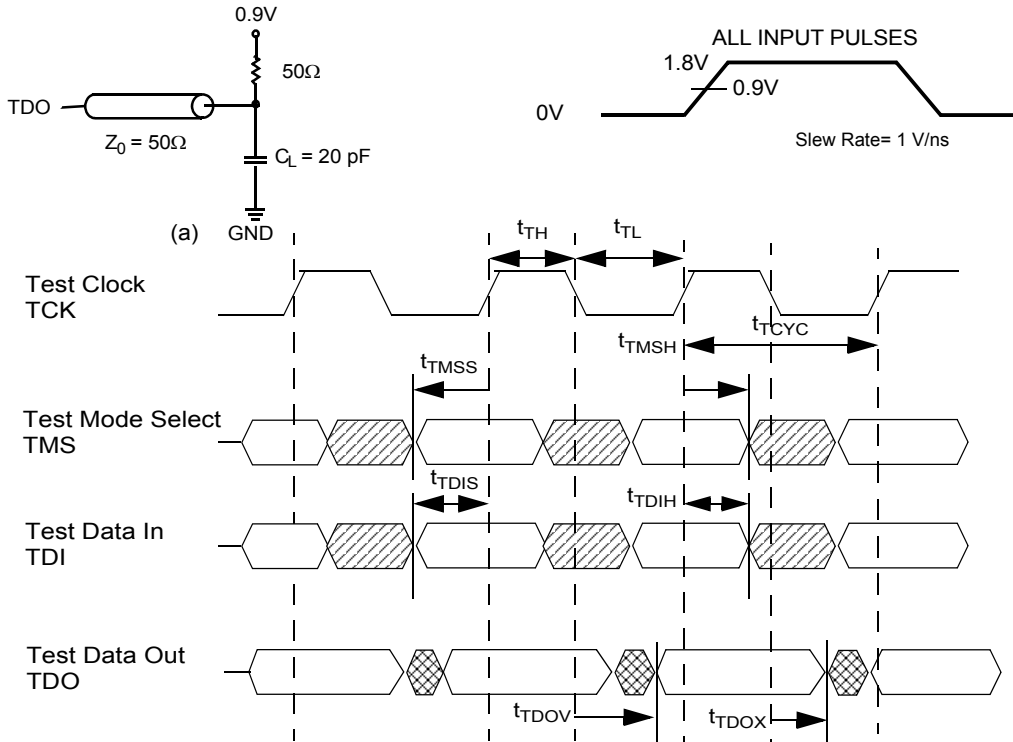 0.9V
50Ω
TDO
Z0 = 50Ω
CL = 20 pF
(a) GND
ALL INPUT PULSES
1.8V
0.9V
0V
Slew Rate= 1 V/ns
tTH
tTL
Test Clock
TCK
tTCYC
tTMSH
tTMSS
Test Mode Select
TMS
tTDIS
tTDIH
Test Data In
TDI
Test Data Out
TDO
tTDOV
tTDOX